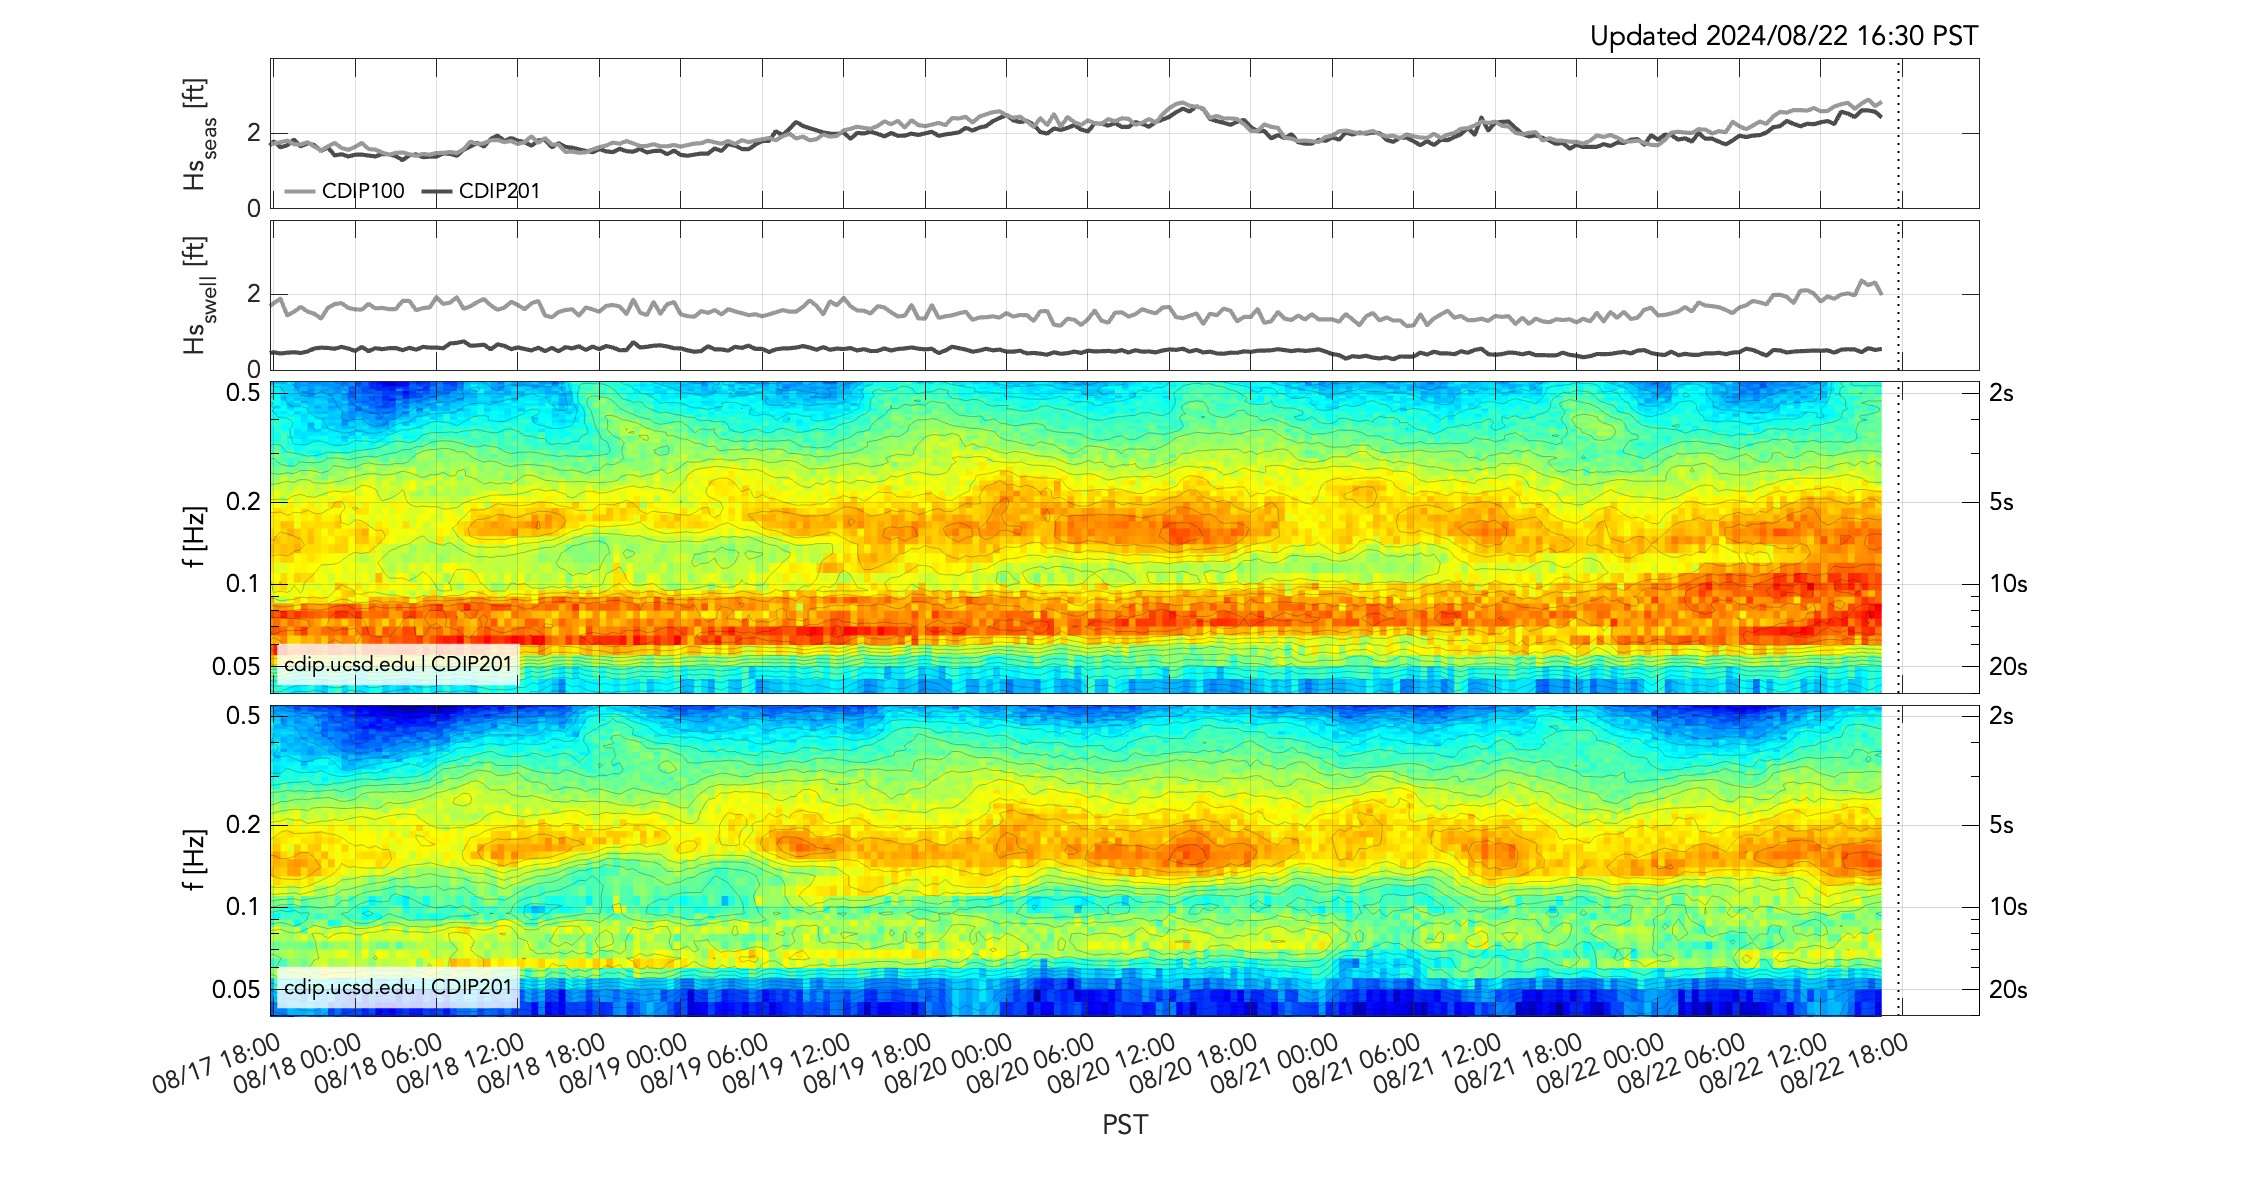 Updated 2024/08/22 16:30 PST
Hs seas [ft]
2
0
CDIP100 CDIP201
Hs swell [ft]
2
0
f [Hz]
0.5
0.2
0.1
0.05
2s
5s
10s
20s
cdip.ucsd.edu | CDIP201
f [Hz]
0.5
0.2
0.1
0.05
2s
5s
10s
20s
cdip.ucsd.edu | CDIP201
08/17 18:00
08/18 00:00
08/18 06:00
08/18 12:00
08/18 18:00
08/19 00:00
08/19 06:00
08/19 12:00
08/19 18:00
08/20 00:00
08/20 06:00
08/20 12:00
08/20 18:00
08/21 00:00
08/21 06:00
08/21 12:00
08/21 18:00
08/22 00:00
08/22 06:00
08/22 12:00
08/22 18:00
PST